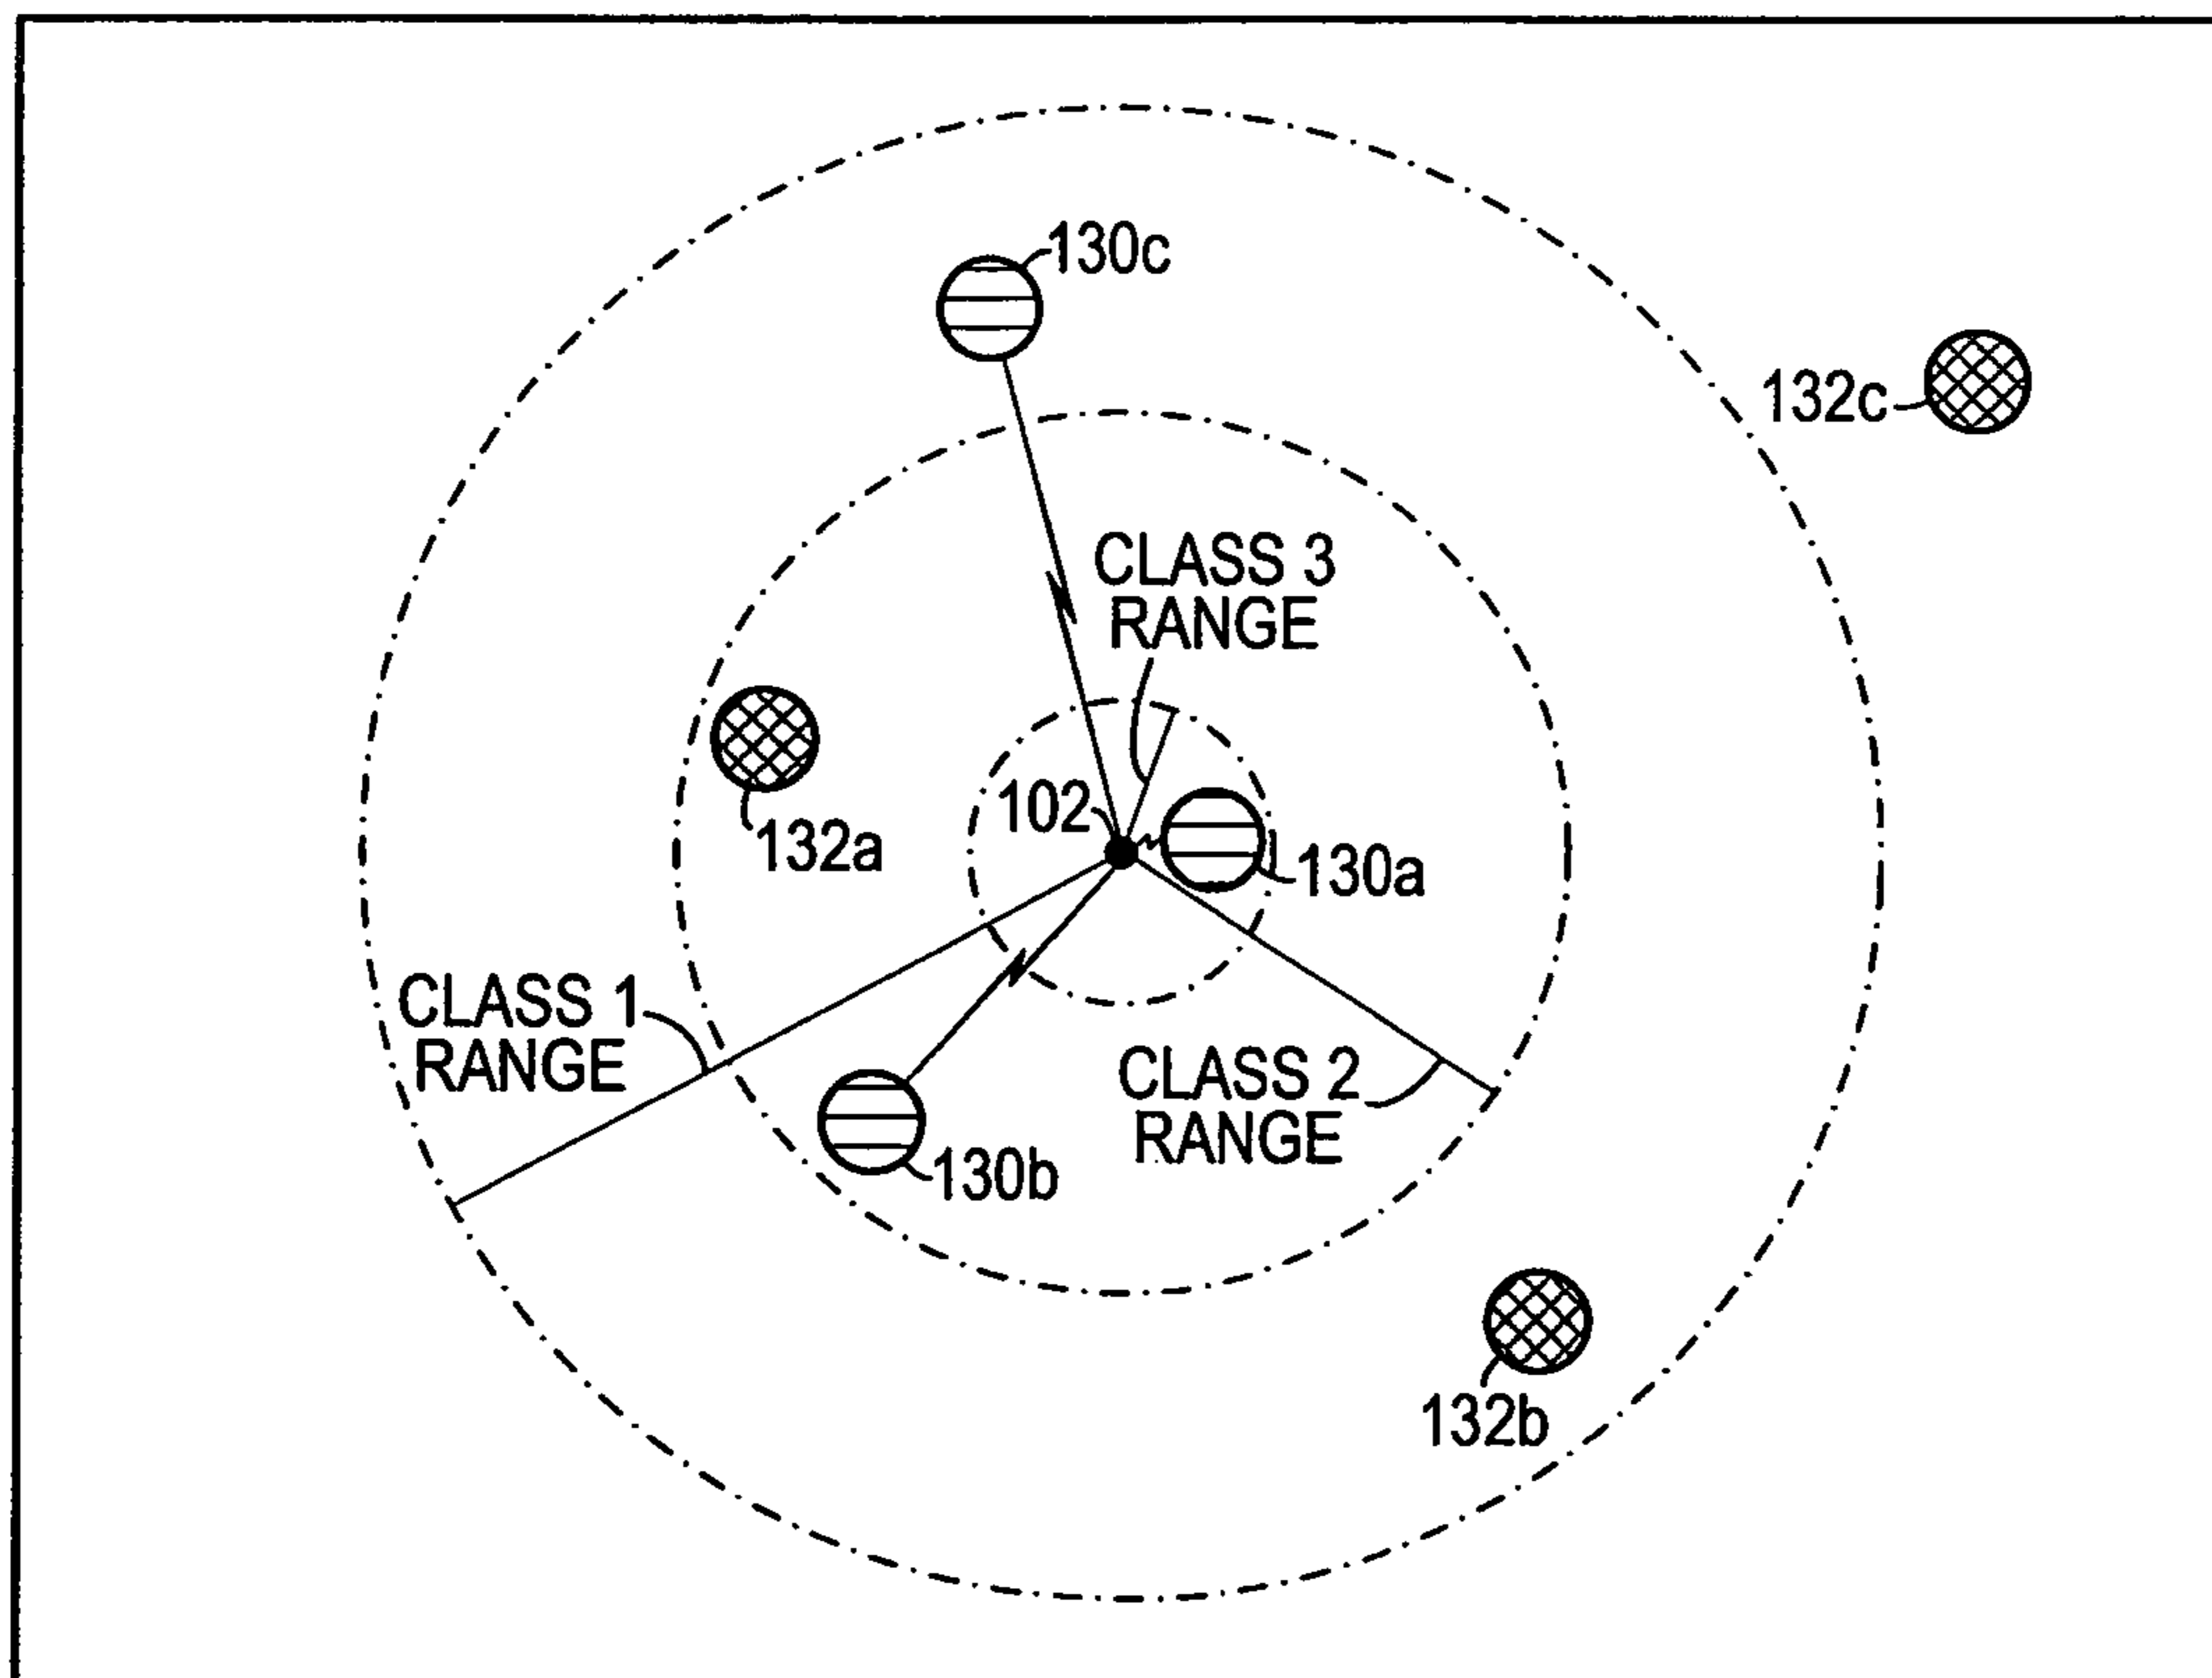 130c
132c
CLASS 3
RANGE
102
132a
130a
CLASS 1
RANGE
CLASS 2
RANGE
130b
132b